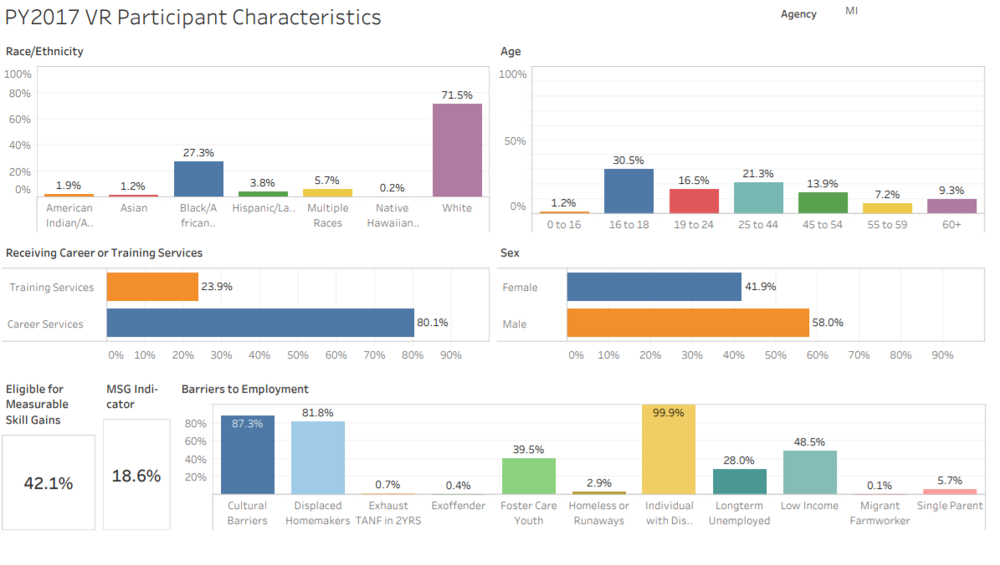 PY2017 VR Participant Characteristics
Agency MI
Race/Ethnicity
100%
80%
60%
40%
20%
0%
1.9%
1.2%
27.3%
3.8%
5.7%
0.2%
71.5%
American
Indian/A..
Asian
Black/A
frican..
Hispanic/La..
Multiple
Races
Native
Hawaiian..
White
Age
100%
50%
0%
1.2%
30.5%
16.5%
21.3%
13.9%
7.2%
9.3%
0 to 16
16 to 18
19 to 24
25 to 44
45 to 54
55 to 59
60+
Receiving Career or Training Services
Training Services 23.9%
Career Services 80.1%
0% 10% 20% 30% 40% 50% 60% 70% 80% 90%
Sex
Female 41.9%
Male 58.0%
0% 10% 20% 30% 40% 50% 60% 70% 80% 90%
Eligible for
Measurable
Skill Gains
42.1%
MSG Indi-
cator
18.6%
Barriers to Employment
80%
60%
40%
20%
87.3%
81.8%
0.7%
0.4%
39.5%
2.9%
99.9%
28.0%
48.5%
0.1%
5.7%
Cultural
Barriers
Displaced
Homemakers
Exhaust
TANF in 2YRS
Exoffender
Foster Care
Youth
Homeless or
Runaways
Individual
with Dis..
Longterm
Unemployed
Low Income
Migrant
Farmworker
Single Parent